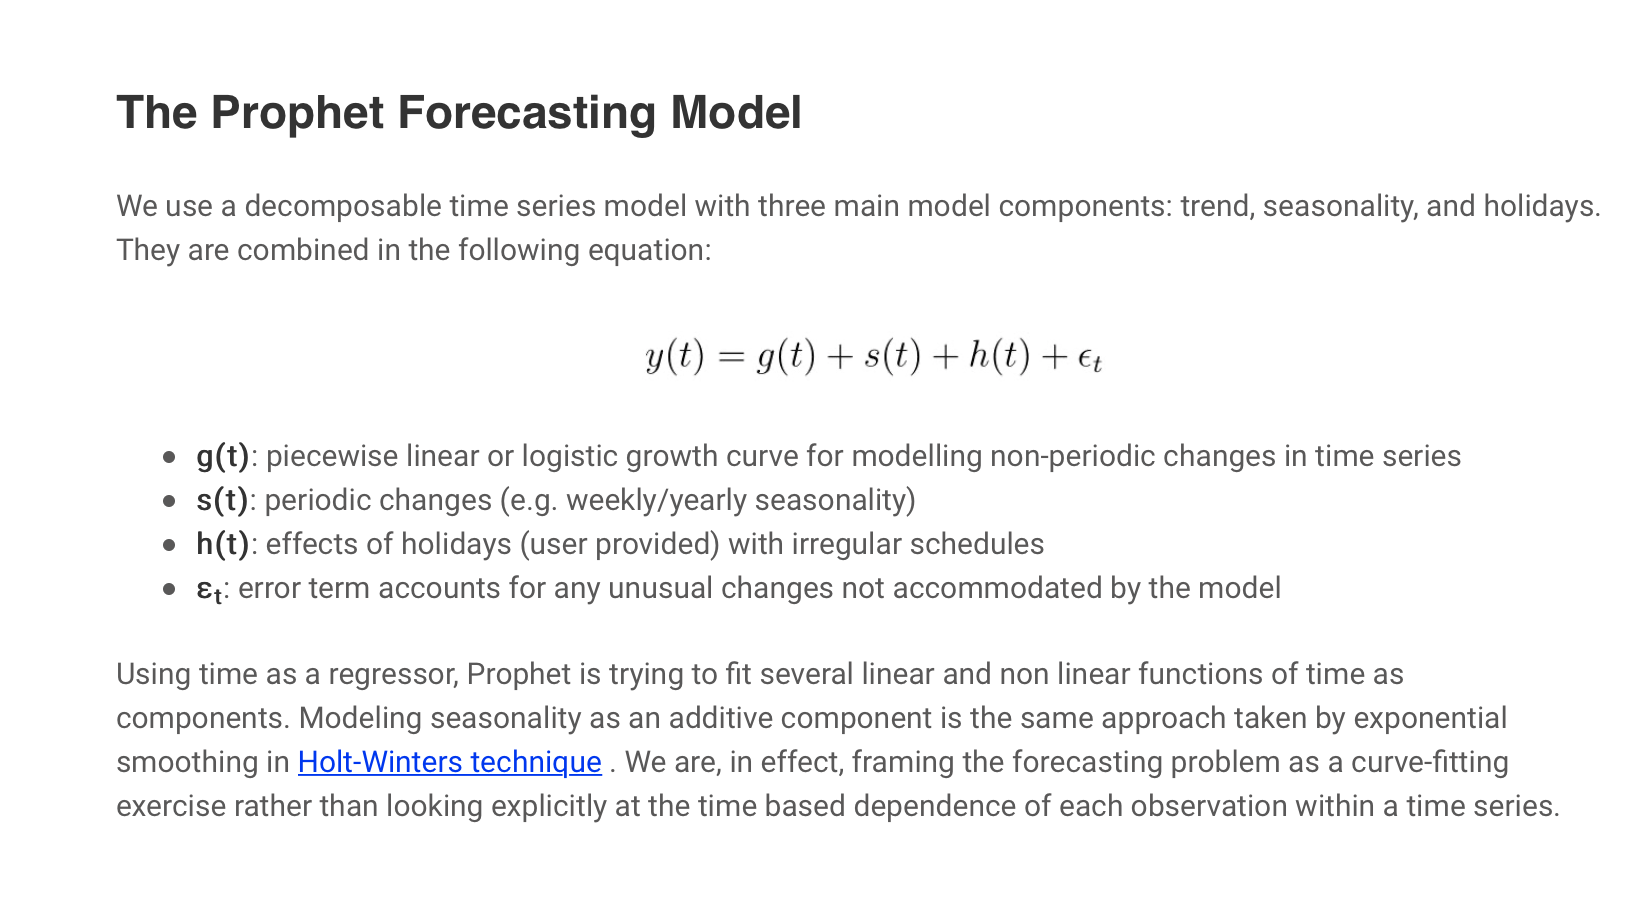 The Prophet Forecasting Model
We use a decomposable time series model with three main model components: trend, seasonality, and holidays.
They are combined in the following equation:
y(t) = g(t) + s(t) + h(t) + ϵₜ
● g(t): piecewise linear or logistic growth curve for modelling non-periodic changes in time series
● s(t): periodic changes (e.g. weekly/yearly seasonality)
● h(t): effects of holidays (user provided) with irregular schedules
● εₜ: error term accounts for any unusual changes not accommodated by the model
Using time as a regressor, Prophet is trying to fit several linear and non linear functions of time as
components. Modeling seasonality as an additive component is the same approach taken by exponential
smoothing in Holt-Winters technique . We are, in effect, framing the forecasting problem as a curve-fitting
exercise rather than looking explicitly at the time based dependence of each observation within a time series.